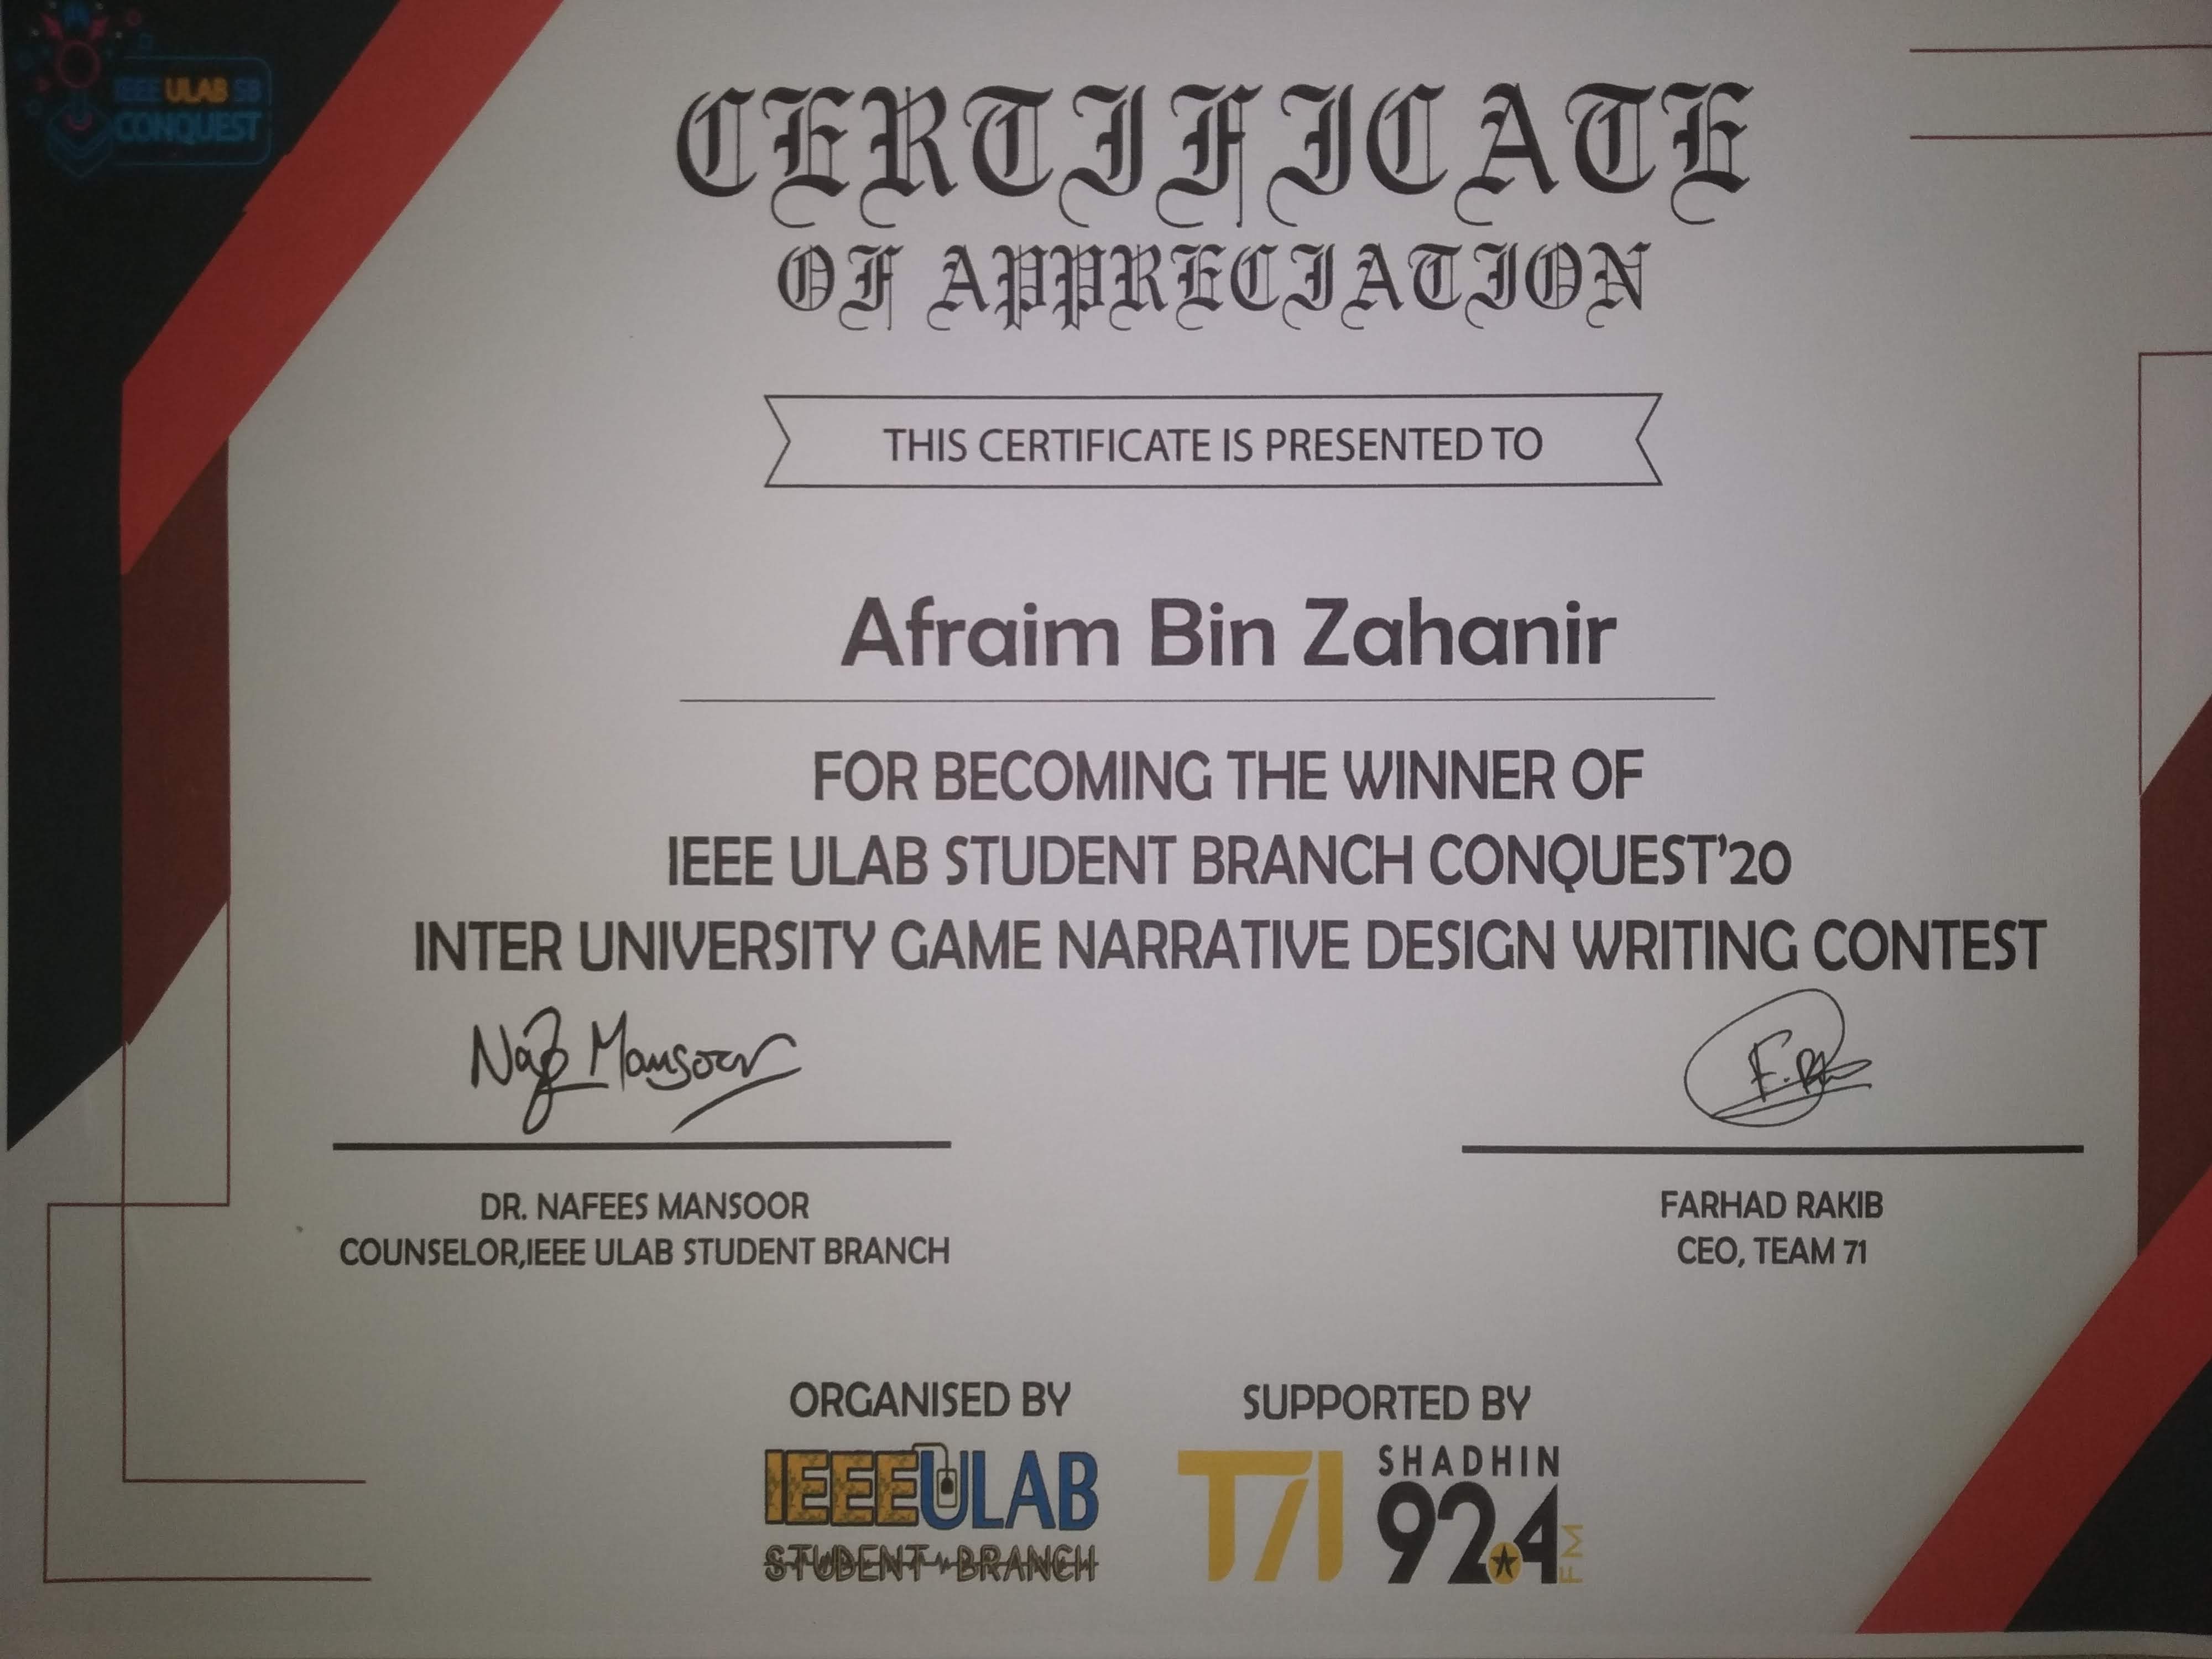 IEEE ULAB SB
CONQUEST
CERTIFICATE
OF APPRECIATION
THIS CERTIFICATE IS PRESENTED TO
Afraim Bin Zahanir
FOR BECOMING THE WINNER OF
IEEE ULAB STUDENT BRANCH CONQUEST'20
INTER UNIVERSITY GAME NARRATIVE DESIGN WRITING CONTEST
Naf Mansoor
DR. NAFEES MANSOOR
COUNSELOR,IEEE ULAB STUDENT BRANCH
FARHAD RAKIB
CEO, TEAM 71
ORGANISED BY
IEEEULAB
STUDENT BRANCH
SUPPORTED BY
T71
SHADHIN
92.4
FM